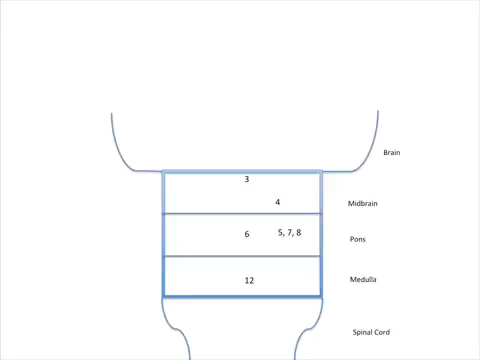 Brain
3
4
Midbrain
6
5, 7, 8
Pons
12
Medulla
Spinal Cord